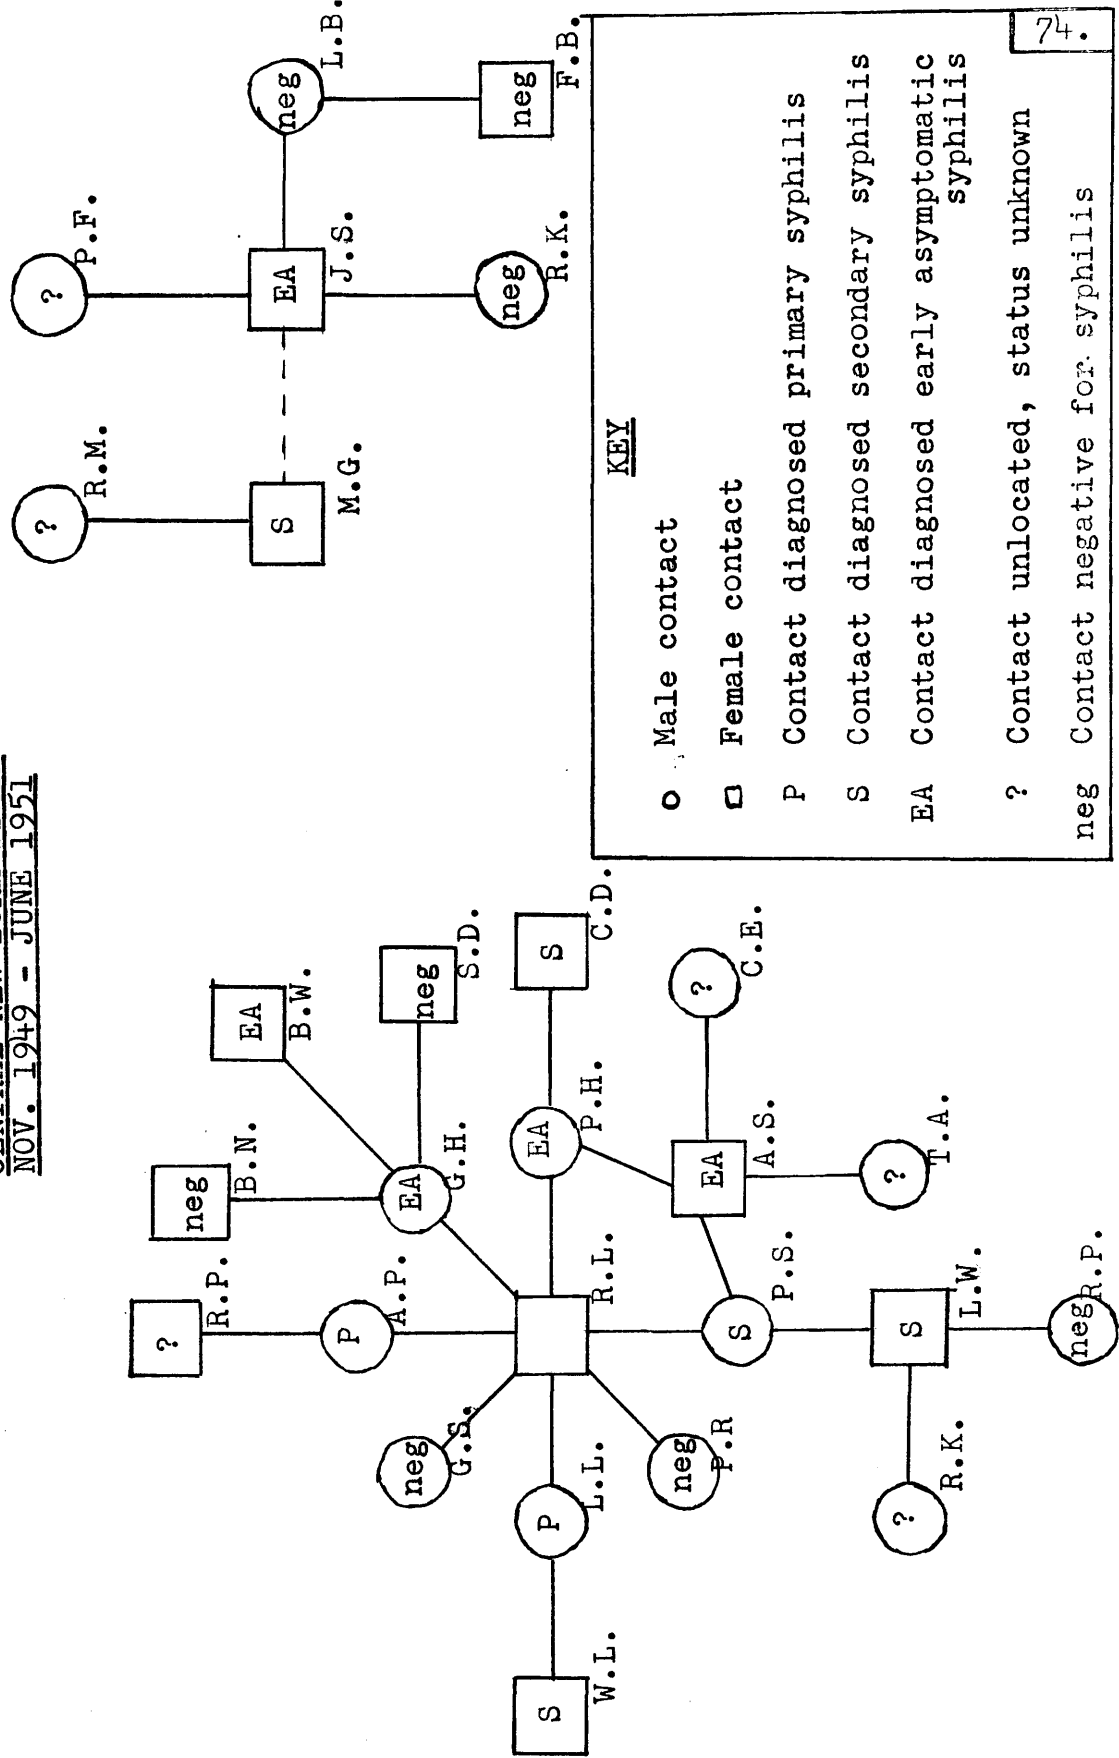 NOV. 1949 - JUNE 1951
?
R.P.
neg
B.N.
EA
B.W.
P
A.P.
neg
G.S.
EA
G.H.
neg
S.D.
S
W.L.
P
L.L.
R.L.
EA
P.H.
S
C.D.
neg
P.R
S
P.S.
EA
A.S.
?
C.E.
?
R.K.
S
L.W.
?
T.A.
neg
R.P.
?
R.M.
?
P.F.
S
M.G.
EA
J.S.
neg
L.B.
neg
R.K.
neg
F.B.
KEY
Male contact
Female contact
P Contact diagnosed primary syphilis
S Contact diagnosed secondary syphilis
EA Contact diagnosed early asymptomatic
syphilis
? Contact unlocated, status unknown
neg Contact negative for syphilis
74.